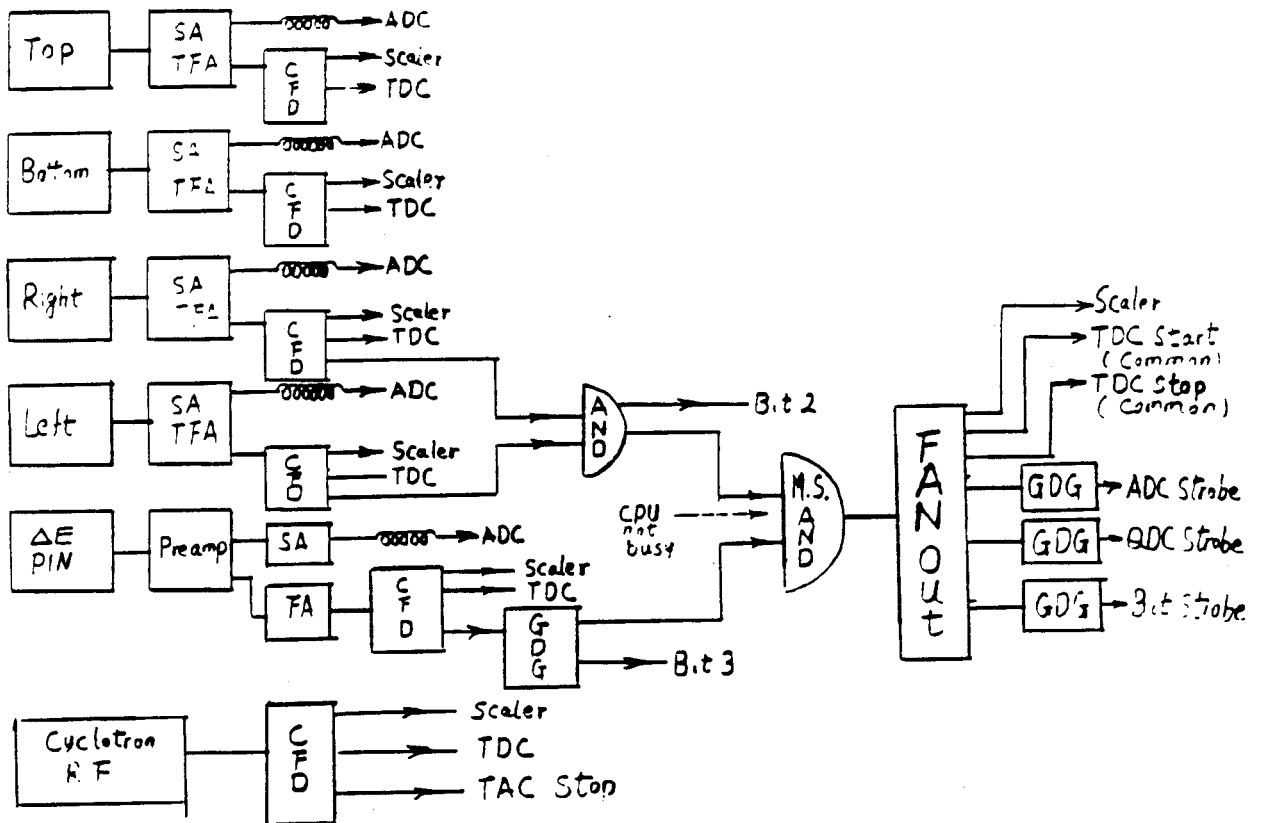 Top
SA
TFA
ADC
CFD
Scaler
TDC
Bottom
SA
TFA
ADC
CFD
Scaler
TDC
Right
SA
TFA
ADC
CFD
Scaler
TDC
Left
SA
TFA
ADC
CFD
Scaler
TDC
AND
Bit 2
ΔE
PIN
Preamp
SA
ADC
FA
CFD
Scaler
TDC
GDG
Bit 3
CPU
not
busy
M.S.
AND
FAN Out
Scaler
TDC Start
(Common)
TDC Stop
(Common)
GDG
ADC Strobe
GDG
QDC Strobe
GDG
Bit Strobe
Cyclotron
RF
CFD
Scaler
TDC
TAC Stop